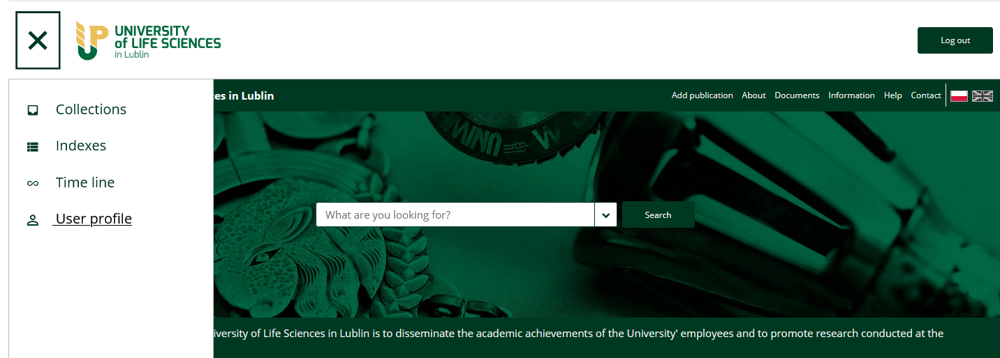 UNIVERSITY
of LIFE SCIENCES
in Lublin
Log out
Collections
Indexes
Time line
User profile
ces in Lublin
Add publication About Documents Information Help Contact
What are you looking for?
Search
iversity of Life Sciences in Lublin is to disseminate the academic achievements of the University' employees and to promote research conducted at the